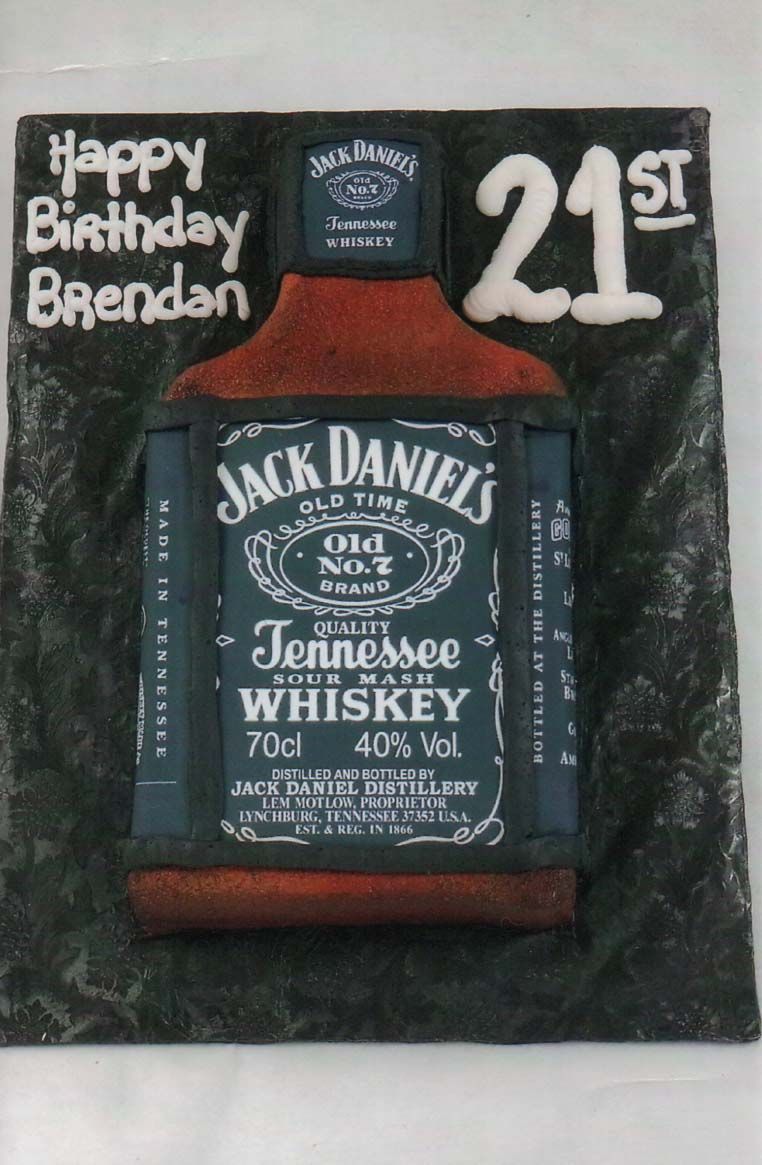 Happy
Birthday
Brendan
21ST
JACK DANIEL'S
Old
No.7
BRAND
Tennessee
WHISKEY
JACK DANIEL'S
OLD TIME
Old
No.7
BRAND
QUALITY
Tennessee
SOUR MASH
WHISKEY
70cl 40% Vol.
DISTILLED AND BOTTLED BY
JACK DANIEL DISTILLERY
LEM MOTLOW, PROPRIETOR
LYNCHBURG, TENNESSEE 37352 U.S.A.
EST. & REG. IN 1866
MADE IN TENNESSEE
BOTTLED AT THE DISTILLERY